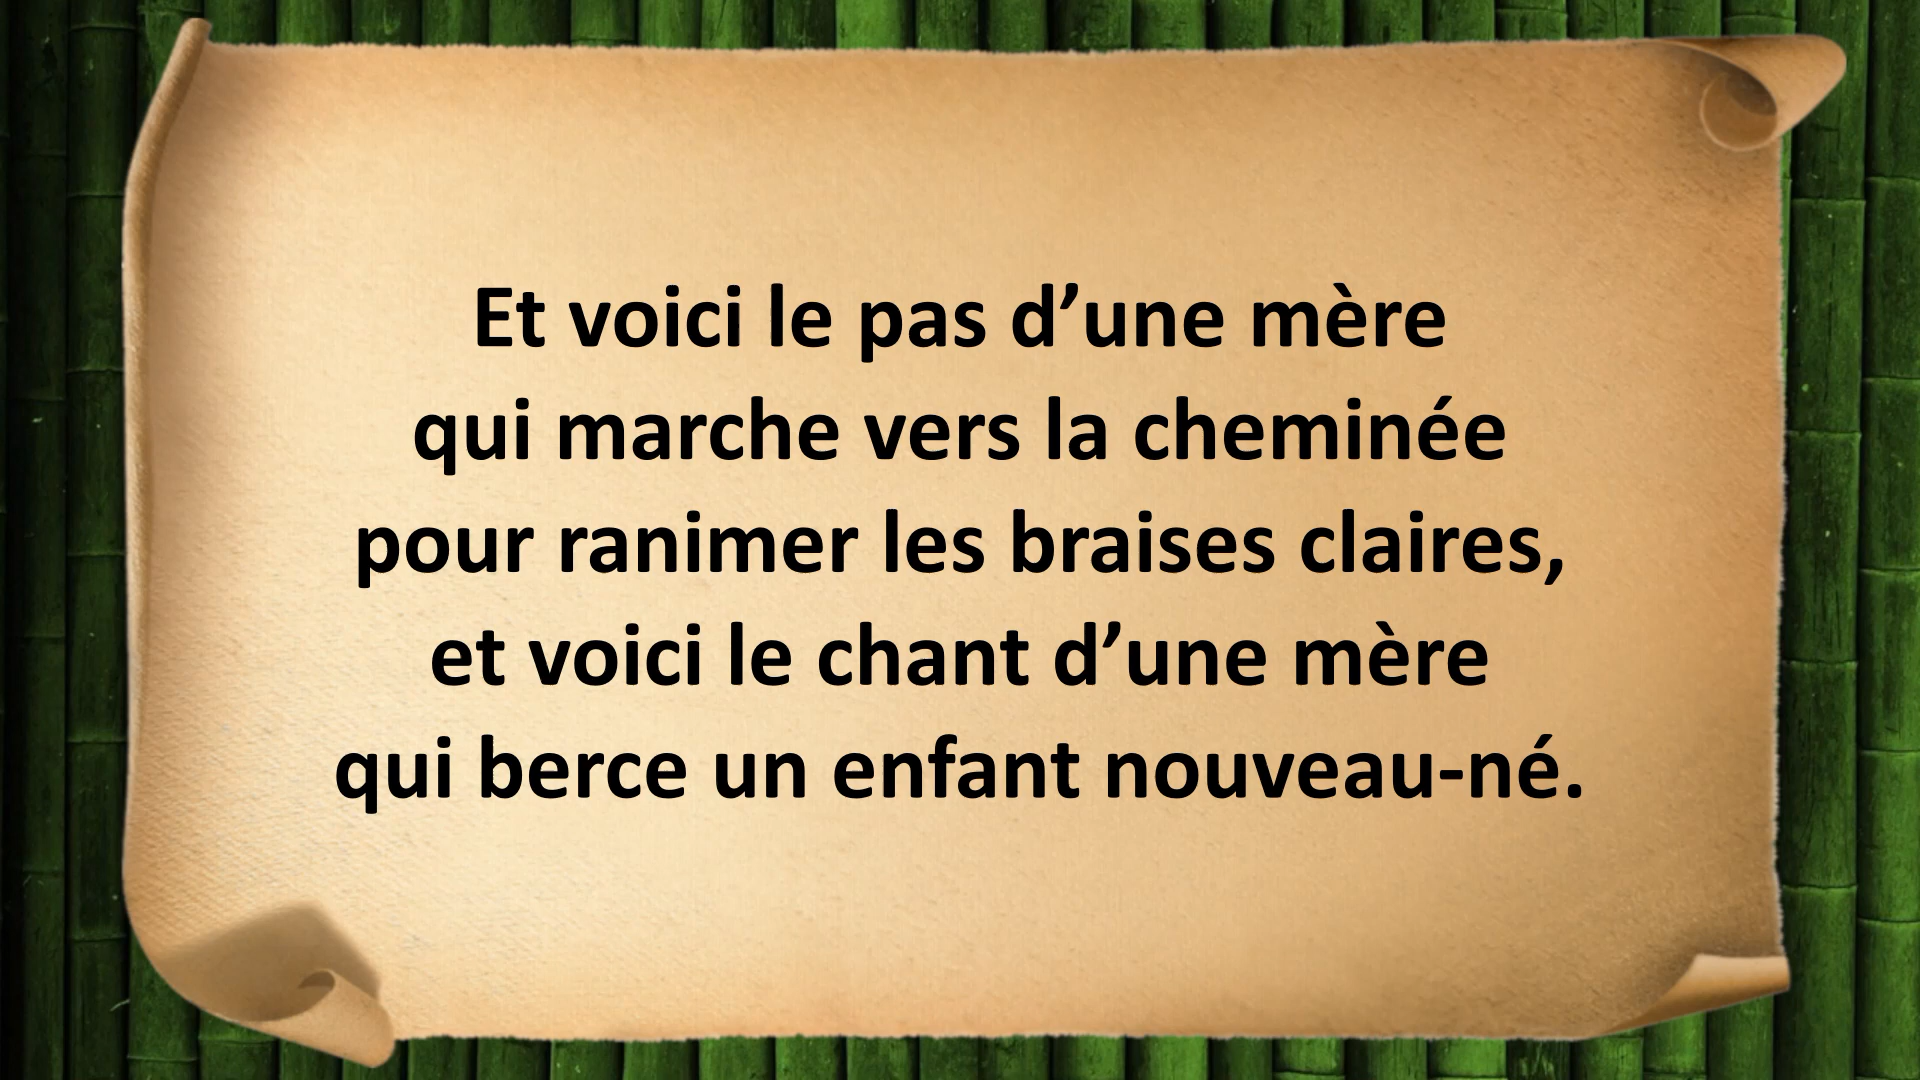 Et voici le pas d’une mère
qui marche vers la cheminée
pour ranimer les braises claires,
et voici le chant d’une mère
qui berce un enfant nouveau-né.